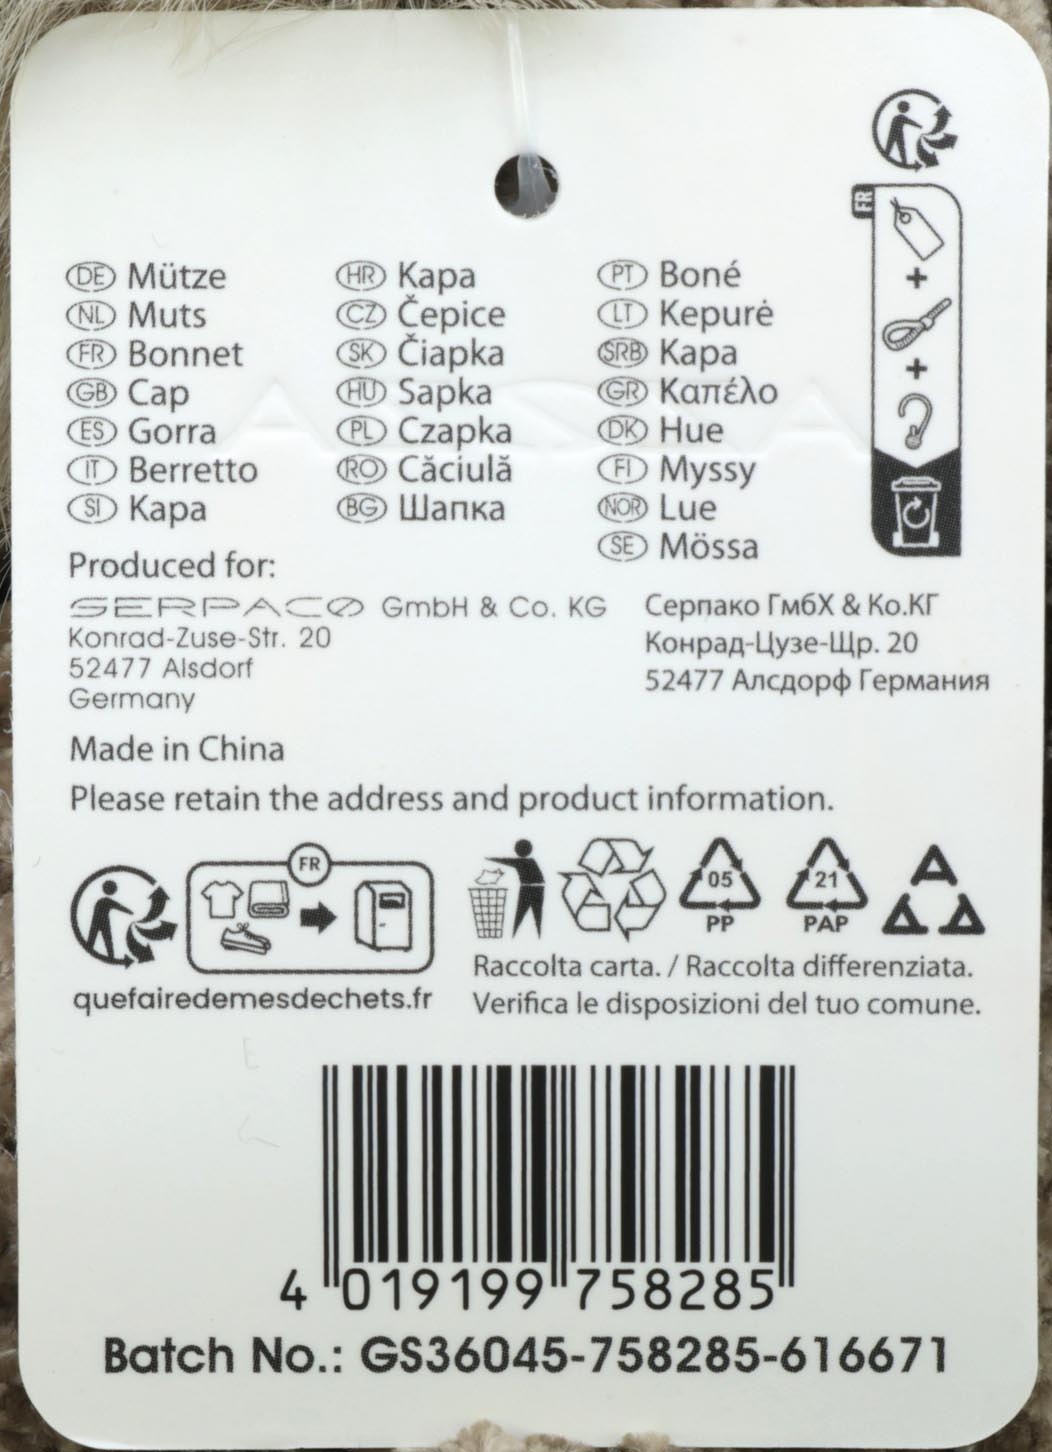 FR
DE Mütze
NL Muts
FR Bonnet
GB Cap
ES Gorra
IT Berretto
SI Kapa
HR Kapa
CZ Čepice
SK Čiapka
HU Sapka
PL Czapka
RO Căciulă
BG Шапка
PT Boné
LT Kepurė
SRB Kapa
GR Καπέλο
DK Hue
FI Myssy
NOR Lue
SE Mössa
Produced for:
SERPACO GmbH & Co. KG
Konrad-Zuse-Str. 20
52477 Alsdorf
Germany
Серпако ГмбХ & Ко.КГ
Конрад-Цузе-Щр. 20
52477 Алсдорф Германия
Made in China
Please retain the address and product information.
FR
quefairedemesdechets.fr
05
PP
21
PAP
Raccolta carta. / Raccolta differenziata.
Verifica le disposizioni del tuo comune.
4 019199 758285
Batch No.: GS36045-758285-616671